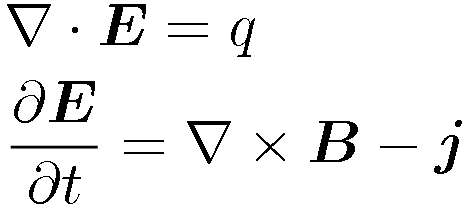 ∇ · E = q
∂E/∂t = ∇ × B − j